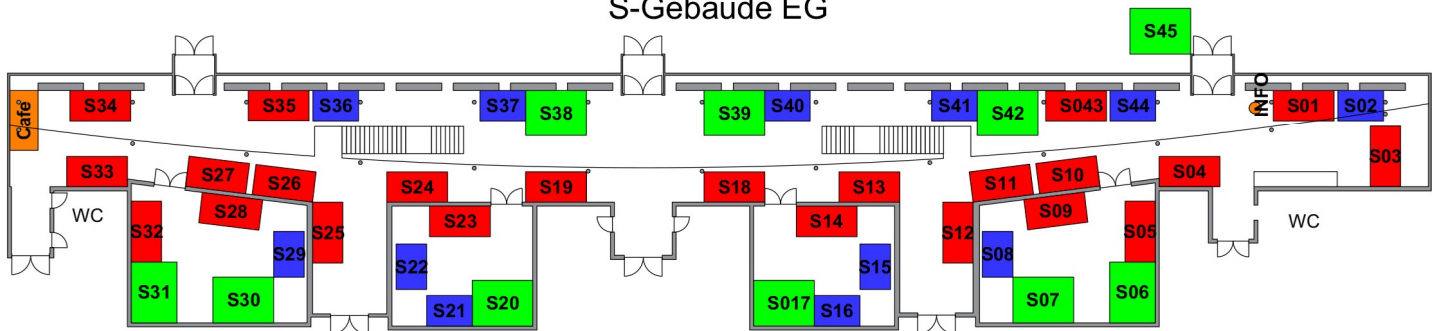 S-Gebäude EG
S45
INFO
Café
S34
S35
S36
S37
S38
S39
S40
S41
S42
S043
S44
S01
S02
S03
S33
S27
S26
S24
S19
S18
S13
S11
S10
S04
S28
S23
S14
S09
WC
S32
S25
S12
S05
WC
S29
S22
S15
S08
S31
S30
S21
S20
S017
S16
S07
S06